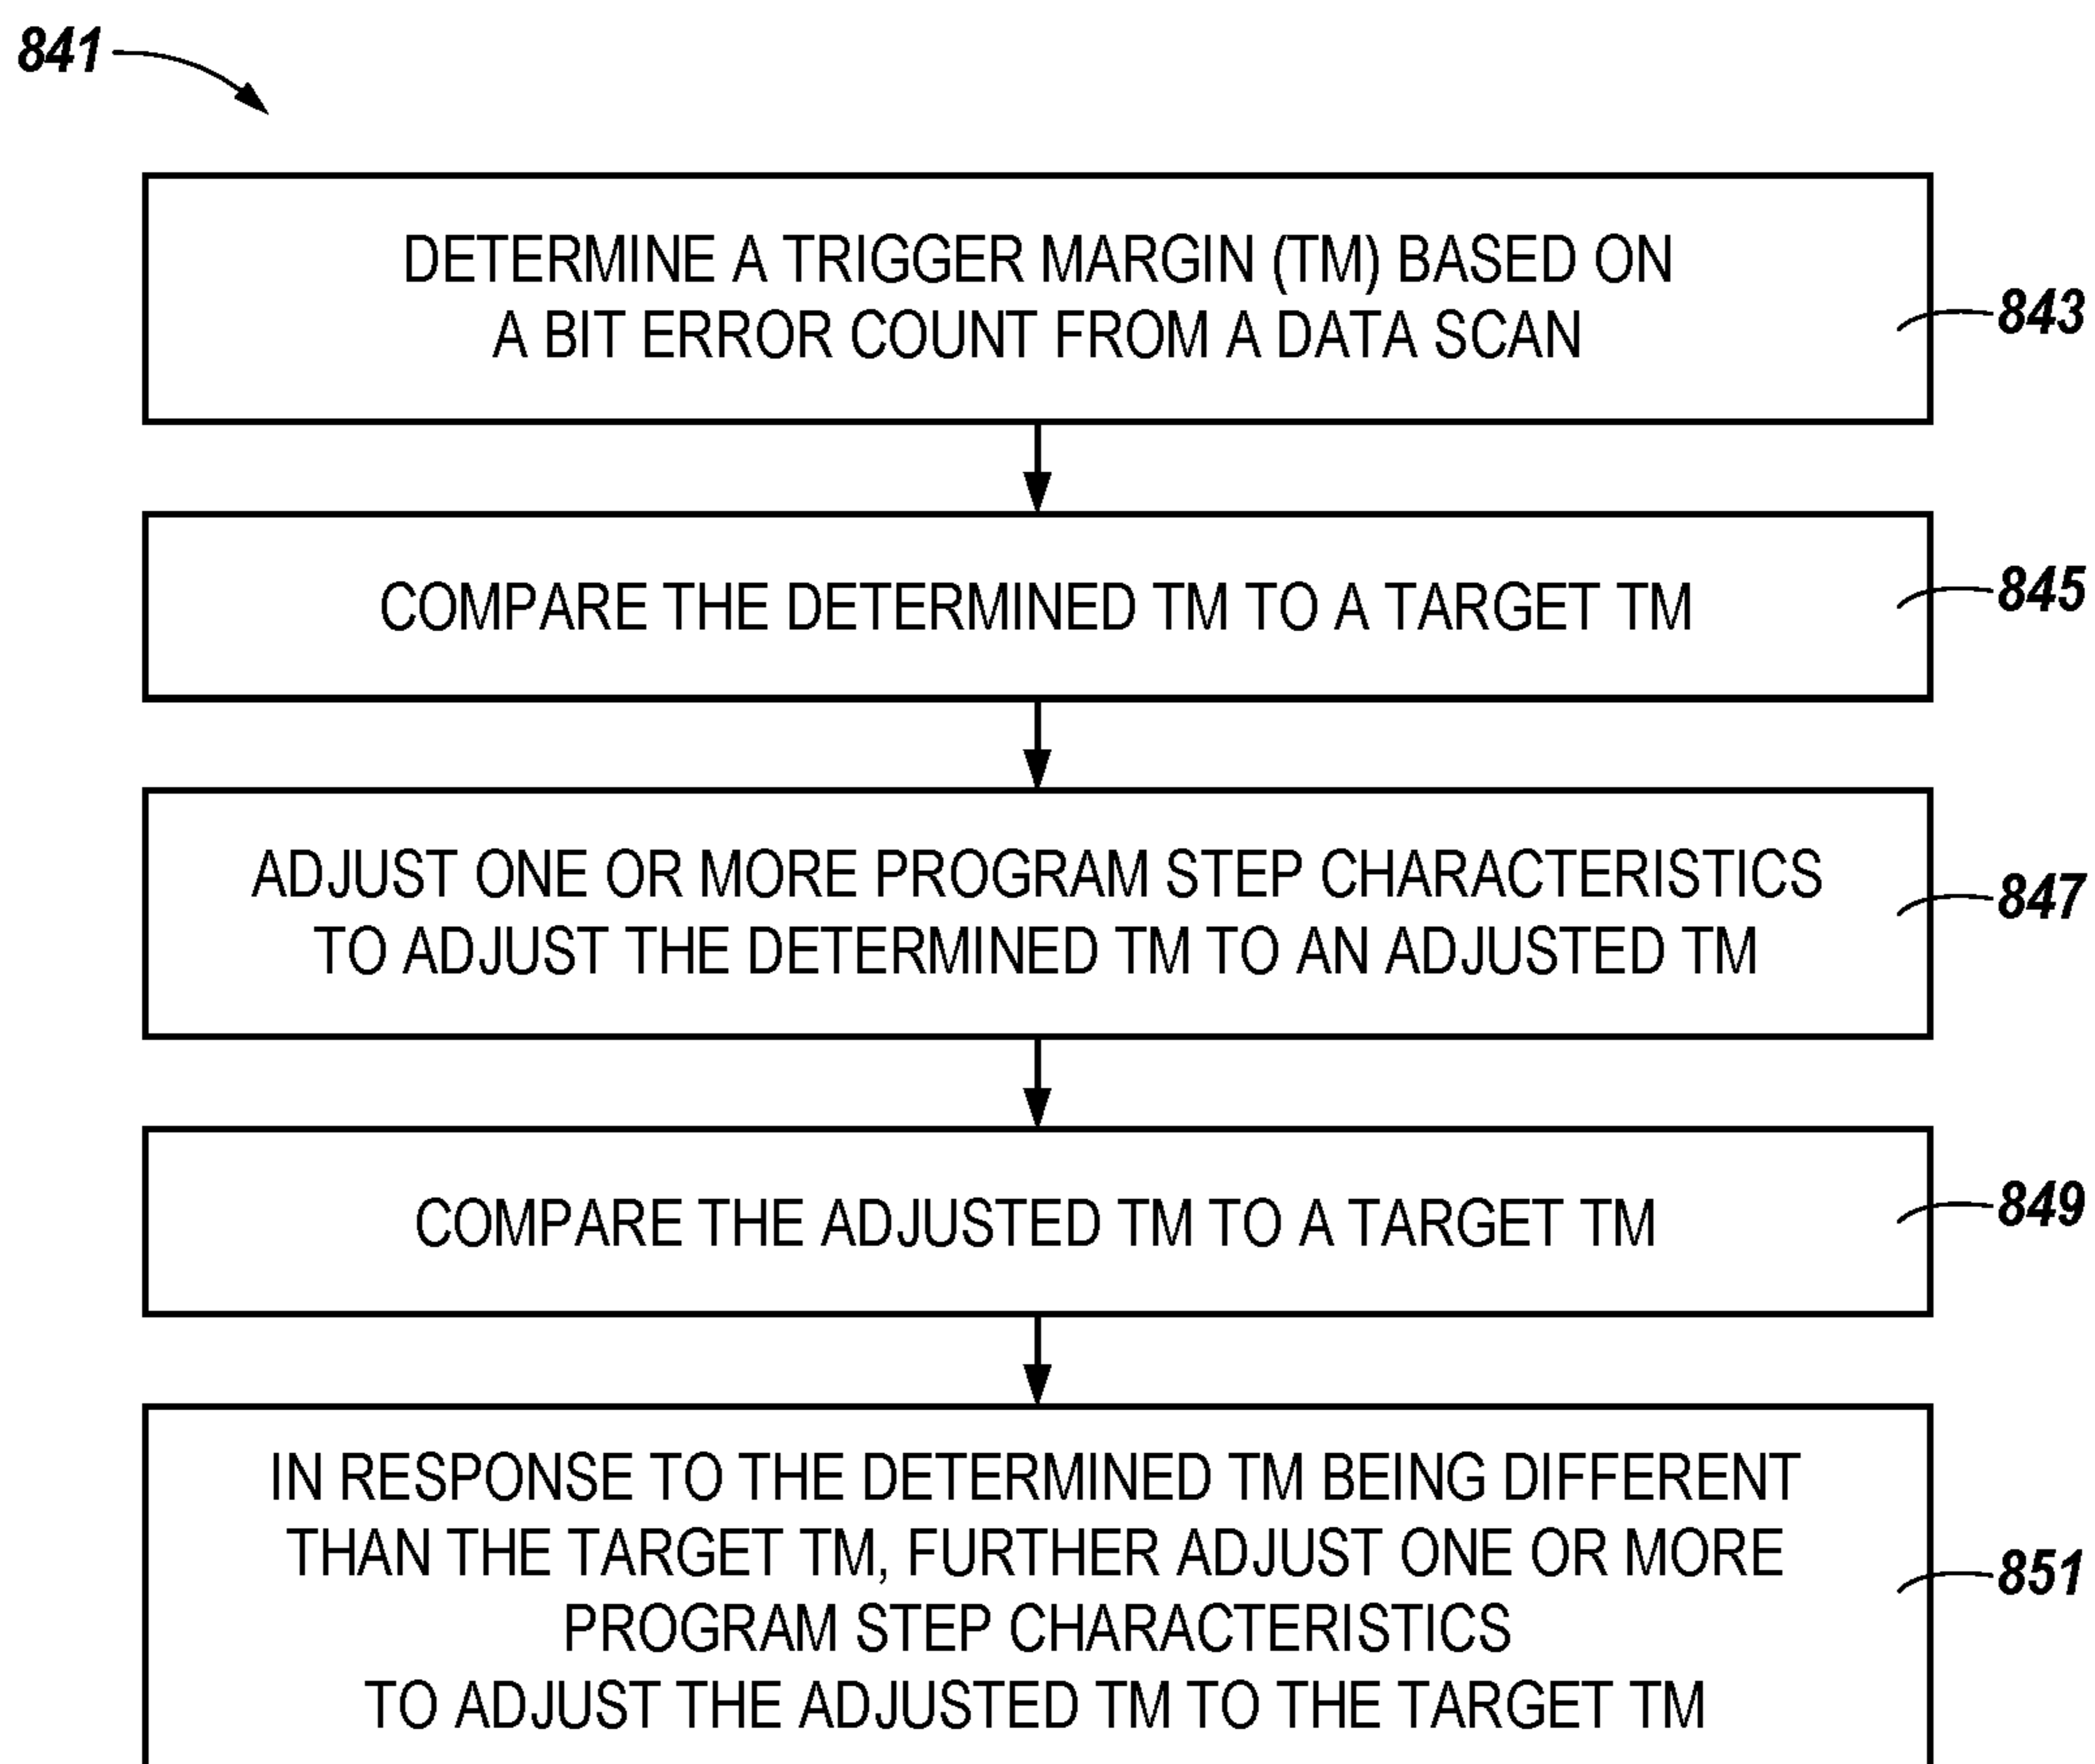 841
DETERMINE A TRIGGER MARGIN (TM) BASED ON
A BIT ERROR COUNT FROM A DATA SCAN
843
COMPARE THE DETERMINED TM TO A TARGET TM
845
ADJUST ONE OR MORE PROGRAM STEP CHARACTERISTICS
TO ADJUST THE DETERMINED TM TO AN ADJUSTED TM
847
COMPARE THE ADJUSTED TM TO A TARGET TM
849
IN RESPONSE TO THE DETERMINED TM BEING DIFFERENT
THAN THE TARGET TM, FURTHER ADJUST ONE OR MORE
PROGRAM STEP CHARACTERISTICS
TO ADJUST THE ADJUSTED TM TO THE TARGET TM
851